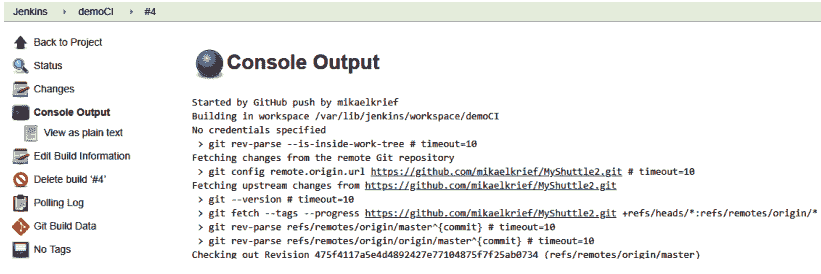 Jenkins › demoCI › #4
Back to Project
Status
Changes
Console Output
View as plain text
Edit Build Information
Delete build '#4'
Polling Log
Git Build Data
No Tags
Console Output
Started by GitHub push by mikaelkrief
Building in workspace /var/lib/jenkins/workspace/demoCI
No credentials specified
> git rev-parse --is-inside-work-tree # timeout=10
Fetching changes from the remote Git repository
> git config remote.origin.url https://github.com/mikaelkrief/MyShuttle2.git # timeout=10
Fetching upstream changes from https://github.com/mikaelkrief/MyShuttle2.git
> git --version # timeout=10
> git fetch --tags --progress https://github.com/mikaelkrief/MyShuttle2.git +refs/heads/*:refs/remotes/origin/*
> git rev-parse refs/remotes/origin/master^{commit} # timeout=10
> git rev-parse refs/remotes/origin/origin/master^{commit} # timeout=10
Checking out Revision 475f4117a5e4d4892427e77104875f7f25ab0734 (refs/remotes/origin/master)